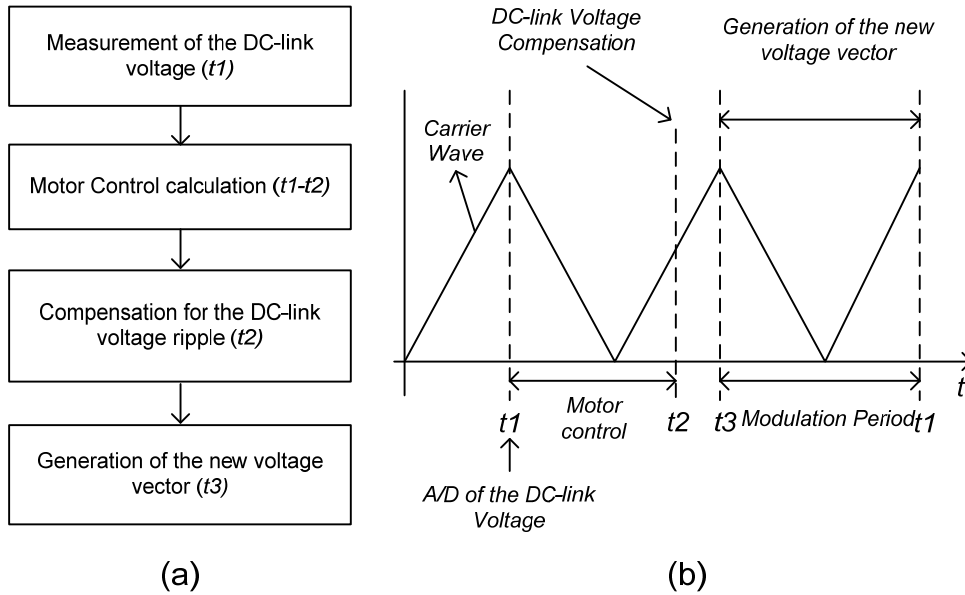 Measurement of the DC-link
voltage (t1)
Motor Control calculation (t1-t2)
Compensation for the DC-link
voltage ripple (t2)
Generation of the new voltage
vector (t3)
(a)
DC-link Voltage
Compensation
Generation of the new
voltage vector
Carrier
Wave
t
t1
Motor
control
t2
t3
Modulation Period
t1
A/D of the DC-link
Voltage
(b)